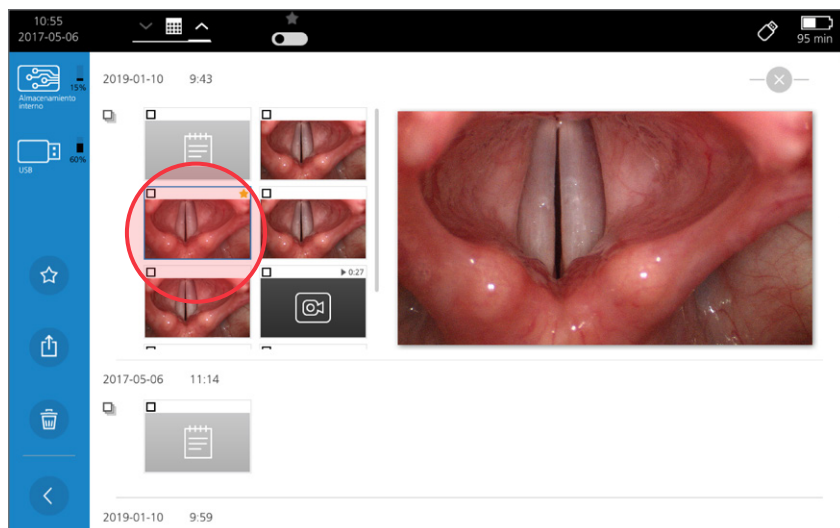 10:55
2017-05-06
95 min
15%
Almacenamiento
interno
60%
USB
2019-01-10 9:43
0:27
2017-05-06 11:14
2019-01-10 9:59